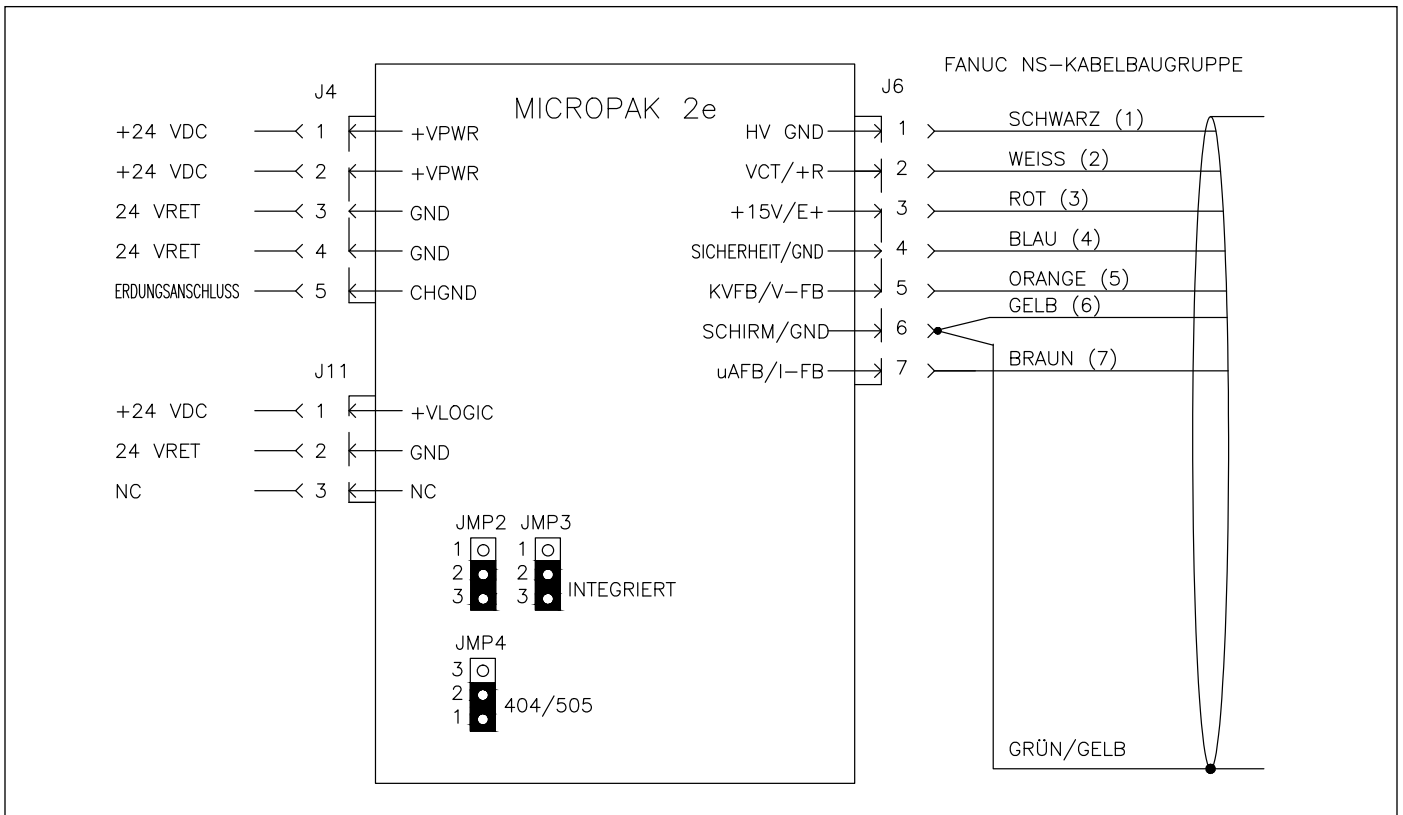 FANUC NS-KABELBAUGRUPPE
MICROPAK 2e
J4
+24 VDC 1 +VPWR
+24 VDC 2 +VPWR
24 VRET 3 GND
24 VRET 4 GND
ERDUNGSANSCHLUSS 5 CHGND
J11
+24 VDC 1 +VLOGIC
24 VRET 2 GND
NC 3 NC
J6
HV GND 1 SCHWARZ (1)
VCT/+R 2 WEISS (2)
+15V/E+ 3 ROT (3)
SICHERHEIT/GND 4 BLAU (4)
KVFB/V-FB 5 ORANGE (5)
GELB (6)
SCHIRM/GND 6
uAFB/I-FB 7 BRAUN (7)
JMP2 JMP3
1 1
2 2
INTEGRIERT
3 3
JMP4
3
2
404/505
1
GRÜN/GELB